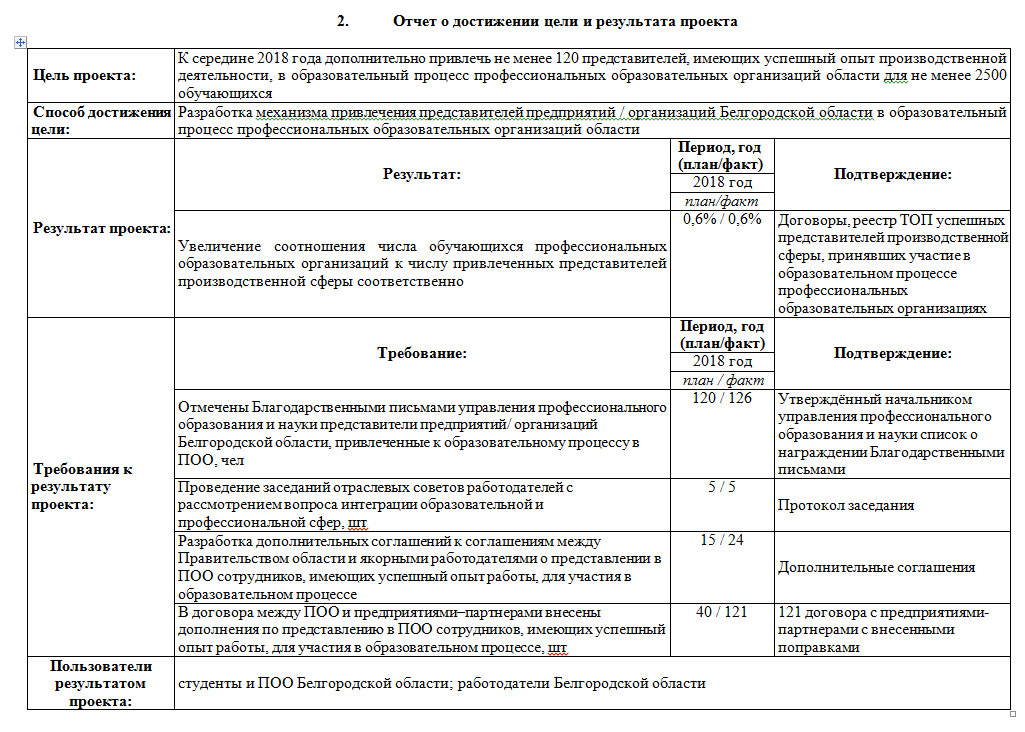 2. Отчет о достижении цели и результата проекта
Цель проекта:
К середине 2018 года дополнительно привлечь не менее 120 представителей, имеющих успешный опыт производственной
деятельности, в образовательный процесс профессиональных образовательных организаций области для не менее 2500
обучающихся
Способ достижения
цели:
Разработка механизма привлечения представителей предприятий / организаций Белгородской области в образовательный
процесс профессиональных образовательных организаций области
Результат проекта:
Результат:
Период, год
(план/факт)
2018 год
план/факт
Подтверждение:
Увеличение соотношения числа обучающихся профессиональных
образовательных организаций к числу привлеченных представителей
производственной сферы соответственно
0,6% / 0,6%
Договоры, реестр ТОП успешных
представителей производственной
сферы, принявших участие в
образовательном процессе
профессиональных
образовательных организациях
Требования к
результату
проекта:
Требование:
Период, год
(план/факт)
2018 год
план / факт
Подтверждение:
Отмечены Благодарственными письмами управления профессионального
образования и науки представители предприятий/ организаций
Белгородской области, привлеченные к образовательному процессу в
ПОО, чел
120 / 126
Утверждённый начальником
управления профессионального
образования и науки список о
награждении Благодарственными
письмами
Проведение заседаний отраслевых советов работодателей с
рассмотрением вопроса интеграции образовательной и
профессиональной сфер, шт
5 / 5
Протокол заседания
Разработка дополнительных соглашений к соглашениям между
Правительством области и якорными работодателями о представлении в
ПОО сотрудников, имеющих успешный опыт работы, для участия в
образовательном процессе
15 / 24
Дополнительные соглашения
В договора между ПОО и предприятиями–партнерами внесены
дополнения по представлению в ПОО сотрудников, имеющих успешный
опыт работы, для участия в образовательном процессе, шт
40 / 121
121 договора с предприятиями-
партнерами с внесенными
поправками
Пользователи
результатом
проекта:
студенты и ПОО Белгородской области; работодатели Белгородской области